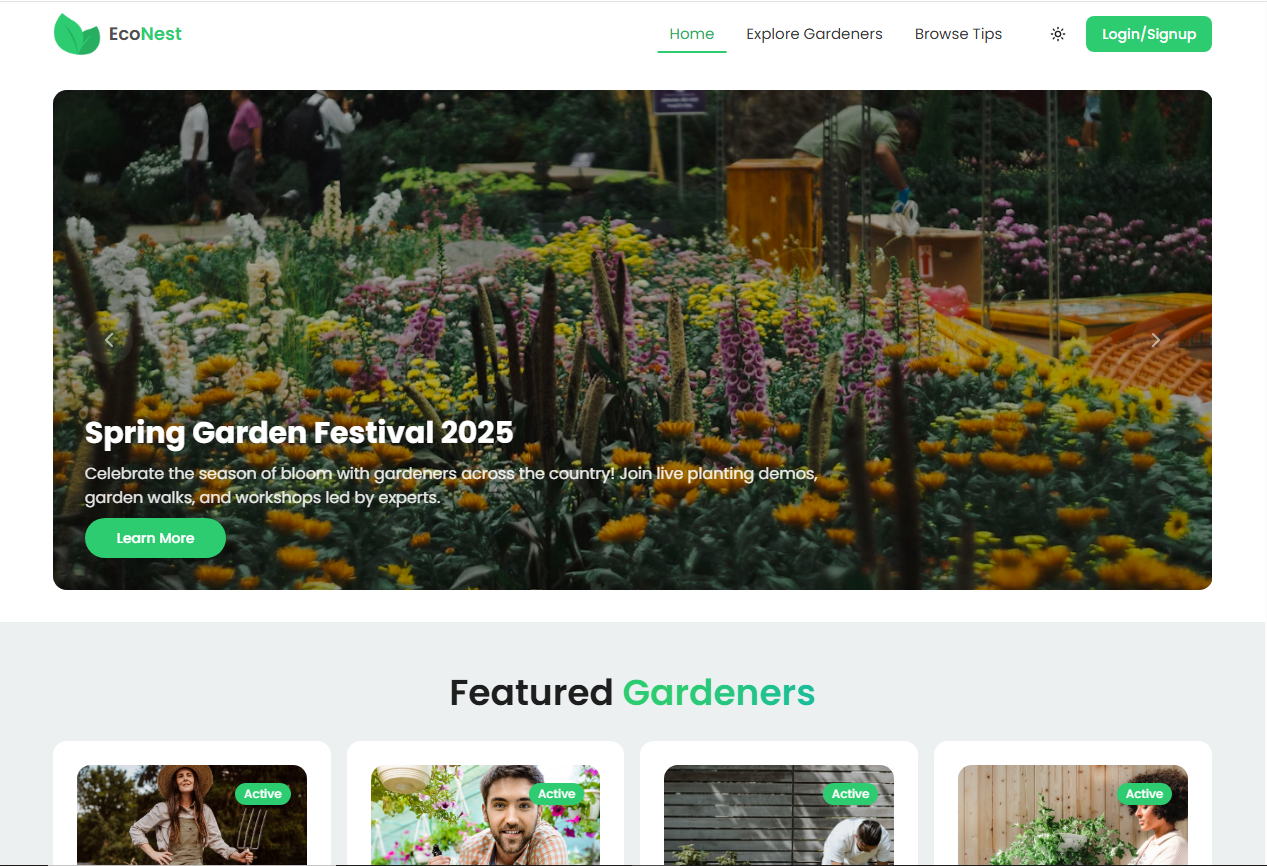 EcoNest
Home
Explore Gardeners
Browse Tips
Login/Signup
Spring Garden Festival 2025
Celebrate the season of bloom with gardeners across the country! Join live planting demos,
garden walks, and workshops led by experts.
Learn More
Featured Gardeners
Active
Active
Active
Active